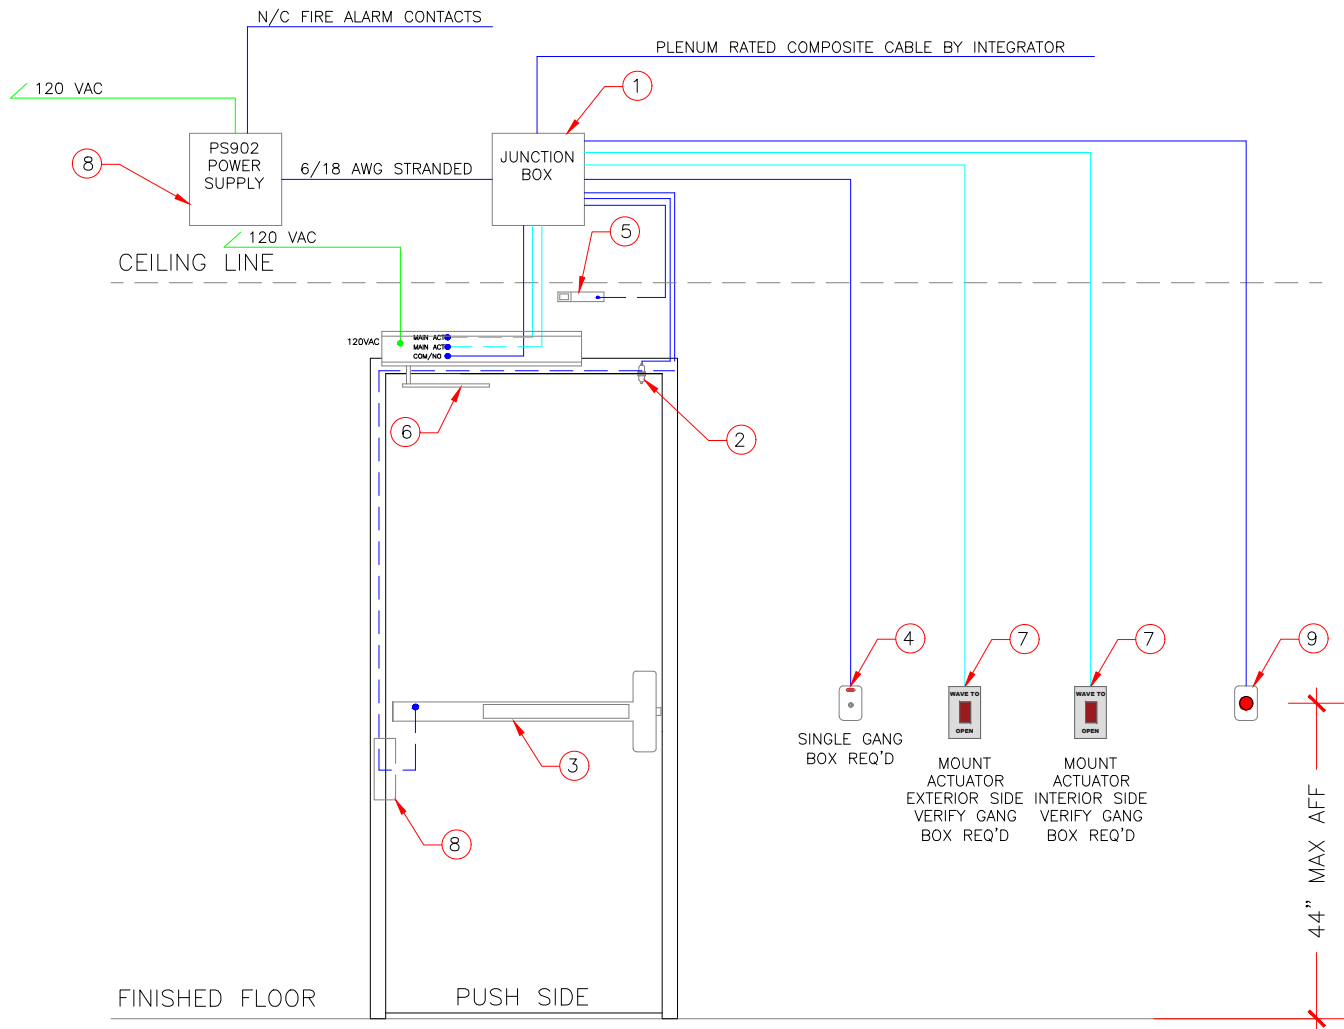 N/C FIRE ALARM CONTACTS
PLENUM RATED COMPOSITE CABLE BY INTEGRATOR
120 VAC
1
PS902
POWER
SUPPLY
8
6/18 AWG STRANDED
JUNCTION
BOX
5
120 VAC
CEILING LINE
120VAC
MAIN ACT
MAIN ACT
COM/NO
6
2
4
7
7
9
WAVE TO
OPEN
WAVE TO
OPEN
SINGLE GANG
BOX REQ'D
3
MOUNT
ACTUATOR
EXTERIOR SIDE
VERIFY GANG
BOX REQ'D
MOUNT
ACTUATOR
INTERIOR SIDE
VERIFY GANG
BOX REQ'D
8
44" MAX AFF
FINISHED FLOOR
PUSH SIDE